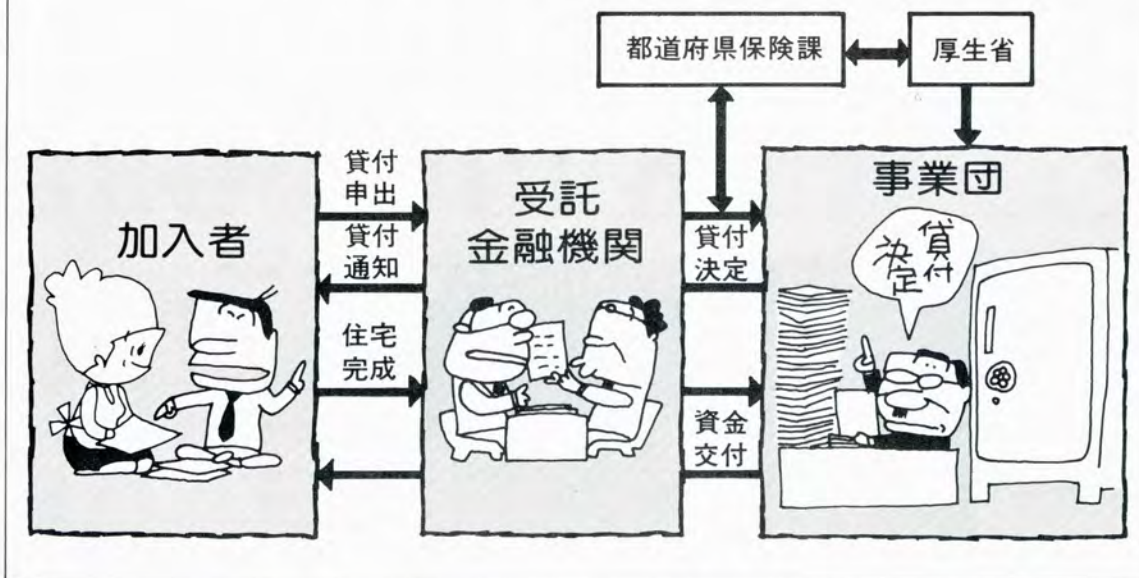 都道府県保険課
厚生省
加入者
貸付
申出
貸付
通知
住宅
完成
受託
金融機関
貸付
決定
資金
交付
事業団
貸付
決定